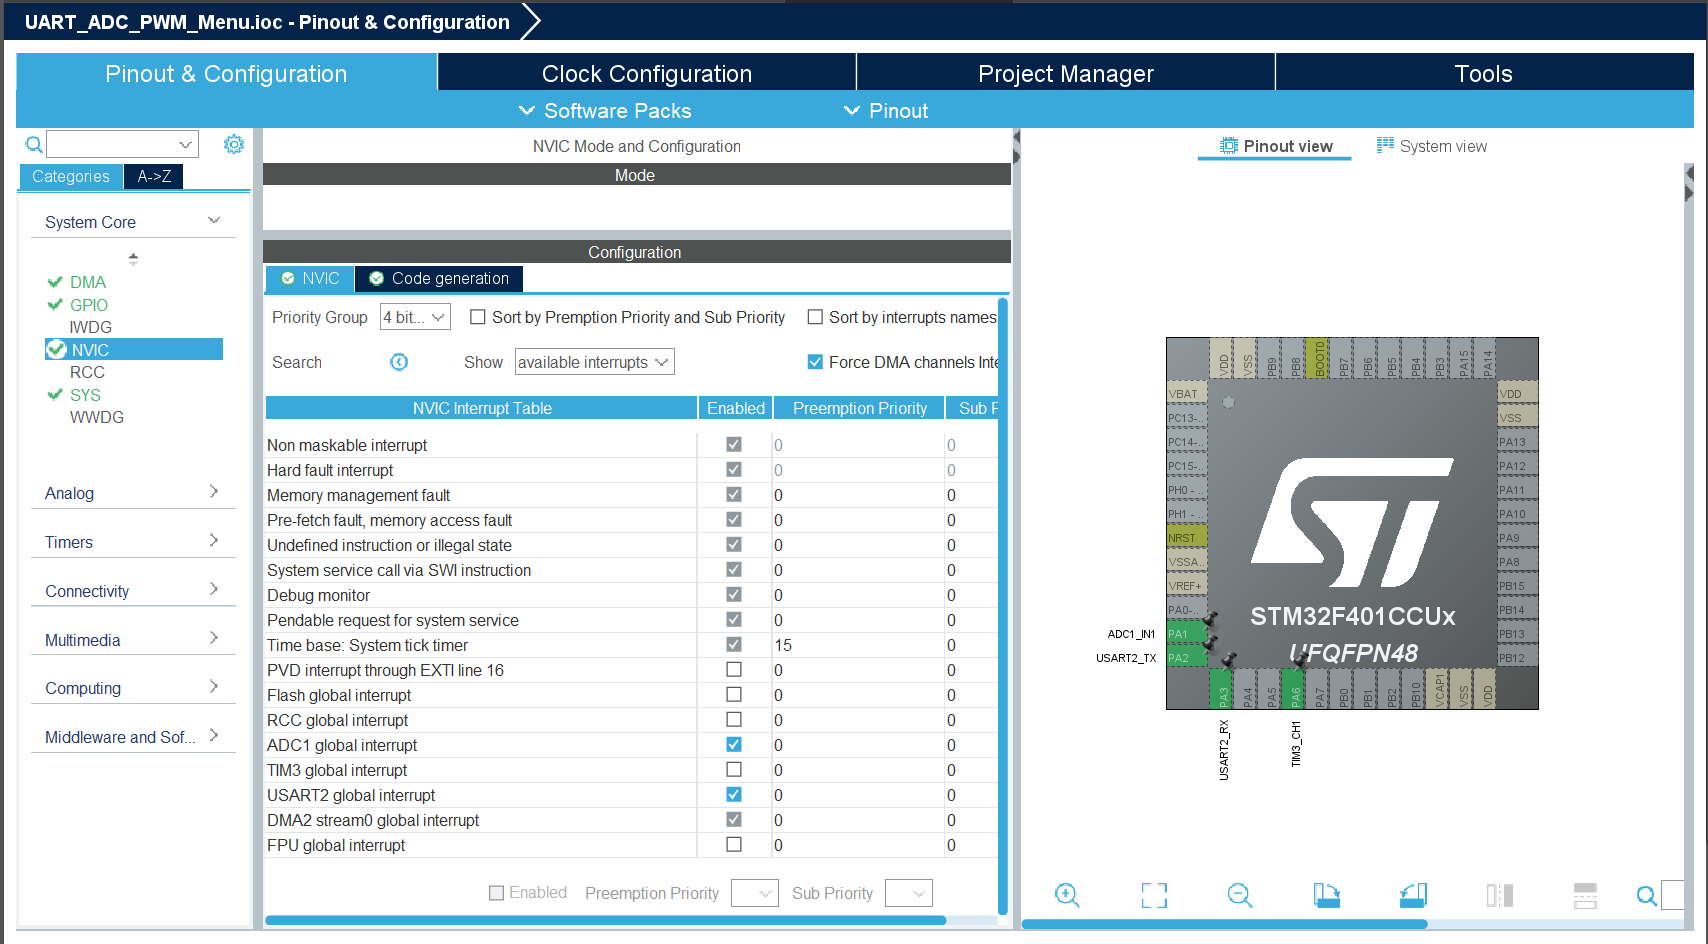 UART_ADC_PWM_Menu.ioc - Pinout & Configuration
Pinout & Configuration
Clock Configuration
Project Manager
Tools
Software Packs
Pinout
Categories
A->Z
System Core
DMA
GPIO
IWDG
NVIC
RCC
SYS
WWDG
Analog
Timers
Connectivity
Multimedia
Computing
Middleware and Sof...
NVIC Mode and Configuration
Mode
Configuration
NVIC
Code generation
Priority Group 4 bit... Sort by Premption Priority and Sub Priority Sort by interrupts names
Search Show available interrupts Force DMA channels Inte
NVIC Interrupt Table Enabled Preemption Priority Sub P
Non maskable interrupt 0 0
Hard fault interrupt 0 0
Memory management fault 0 0
Pre-fetch fault, memory access fault 0 0
Undefined instruction or illegal state 0 0
System service call via SWI instruction 0 0
Debug monitor 0 0
Pendable request for system service 0 0
Time base: System tick timer 15 0
PVD interrupt through EXTI line 16 0 0
Flash global interrupt 0 0
RCC global interrupt 0 0
ADC1 global interrupt 0 0
TIM3 global interrupt 0 0
USART2 global interrupt 0 0
DMA2 stream0 global interrupt 0 0
FPU global interrupt 0 0
Enabled Preemption Priority Sub Priority
Pinout view
System view
VDD
VSS
PB9
PB8
BOOT0
PB7
PB6
PB5
PB4
PB3
PA15
PA14
VBAT
PC13-..
PC14-..
PC15-..
PH0 - ..
PH1 - ..
NRST
VSSA..
VREF+
PA0-..
ADC1_IN1 PA1
USART2_TX PA2
VDD
VSS
PA13
PA12
PA11
PA10
PA9
PA8
PB15
PB14
PB13
PB12
ST
STM32F401CCUx
UFQFPN48
PA3
PA4
PA5
PA6
PA7
PB0
PB1
PB2
PB10
VCAP1
VSS
VDD
USART2_RX
TIM3_CH1